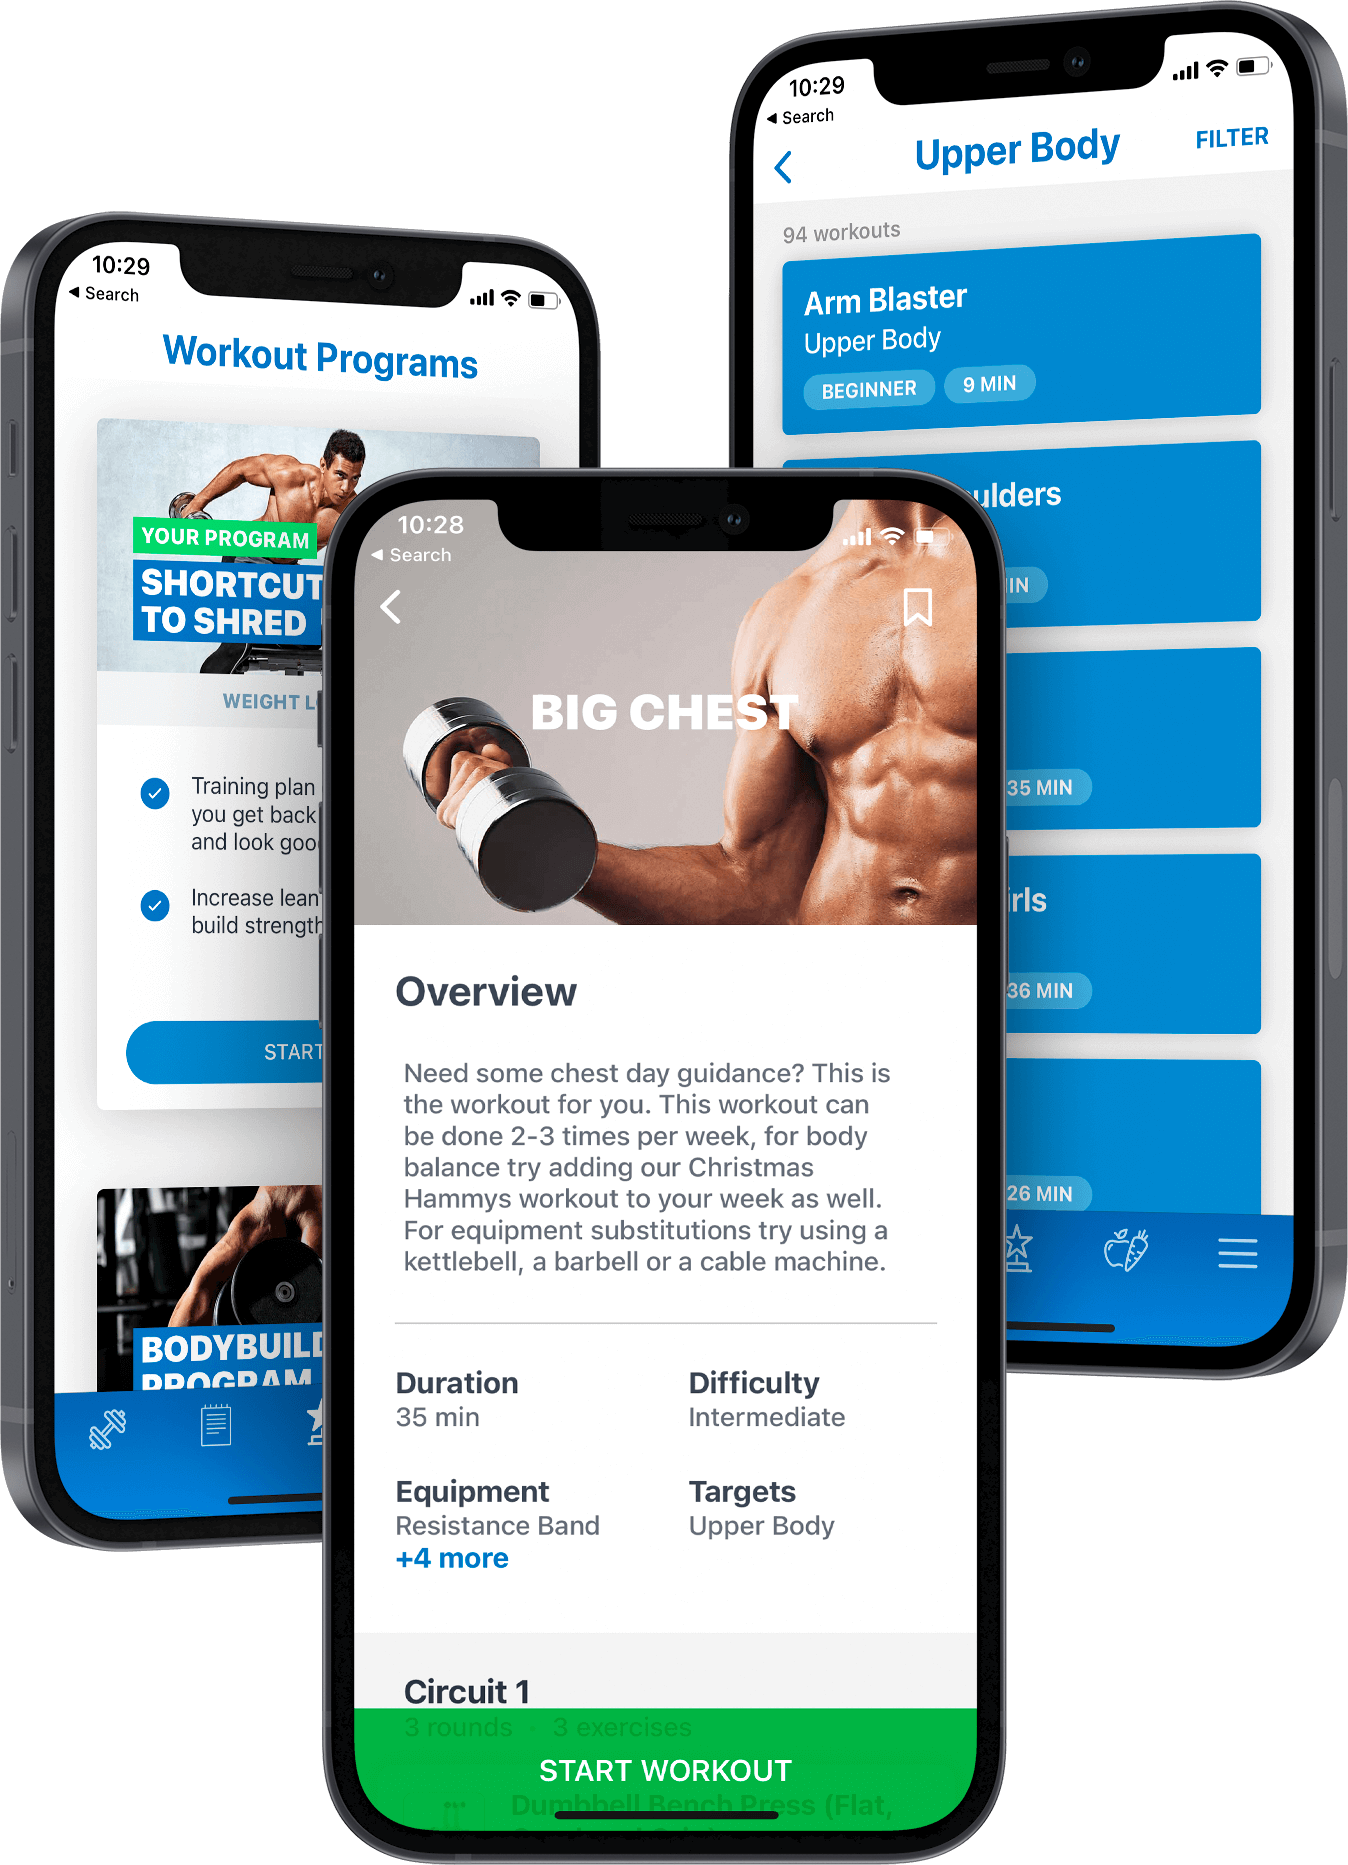 10:29
Search
Workout Programs
YOUR PROGRAM
SHORTCUT
TO SHRED
WEIGHT
Training plan
you get back
and look
Increase lean
build
START
BODYBUILD
PROGRAM
10:29
Search
Upper Body
FILTER
94 workouts
Arm Blaster
Upper Body
BEGINNER
9 MIN
ulders
IN
35 MIN
irls
36 MIN
26 MIN
10:28
Search
BIG CHEST
Overview
Need some chest day guidance? This is
the workout for you. This workout can
be done 2-3 times per week, for body
balance try adding our Christmas
Hammys workout to your week as well.
For equipment substitutions try using a
kettlebell, a barbell or a cable machine.
Duration
35 min
Difficulty
Intermediate
Equipment
Resistance Band
+4 more
Targets
Upper Body
Circuit 1
3 rounds · 3 exercises
START WORKOUT
Dumbbell Bench Press (Flat,